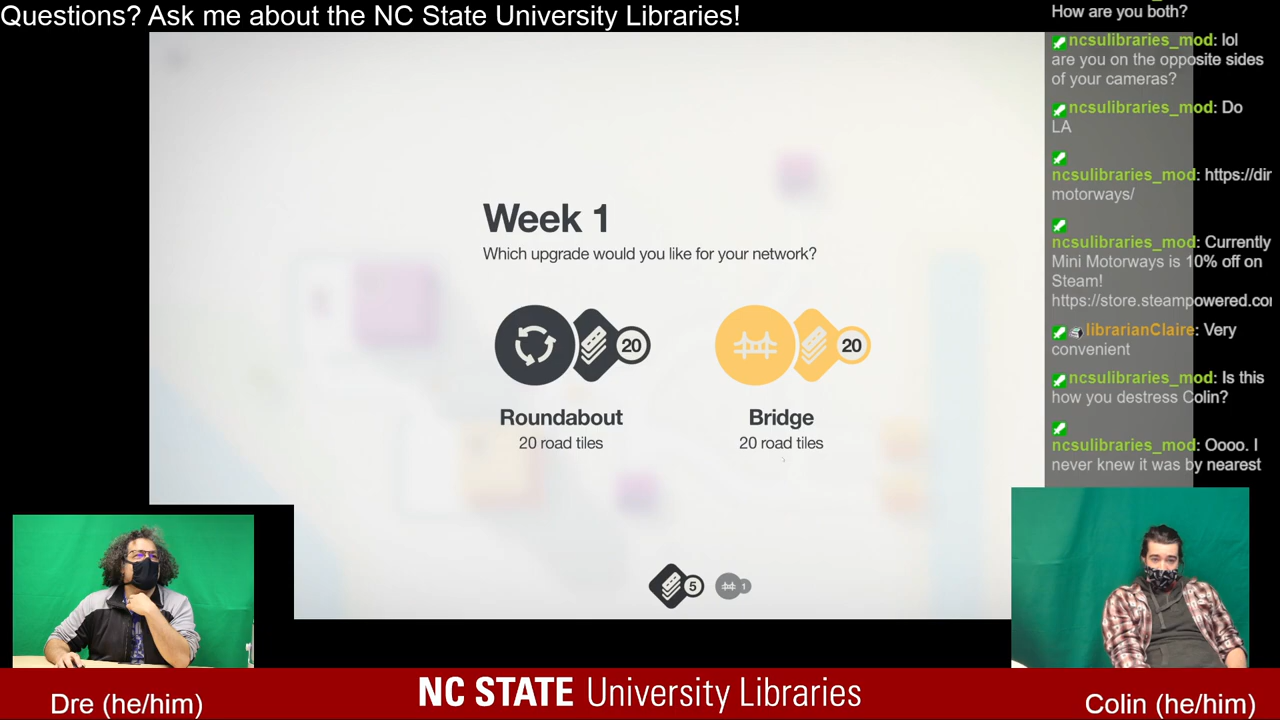 Questions? Ask me about the NC State University Libraries!
How are you both?
ncsulibraries_mod: lol
are you on the opposite sides
of your cameras?
ncsulibraries_mod: Do
LA
ncsulibraries_mod: https://dir
motorways/
ncsulibraries_mod: Currently
Mini Motorways is 10% off on
Steam!
https://store.steampowered.co
librarianClaire: Very
convenient
ncsulibraries_mod: Is this
how you destress Colin?
ncsulibraries_mod: Oooo. I
never knew it was by nearest
Week 1
Which upgrade would you like for your network?
20
20
Roundabout
Bridge
20 road tiles
20 road tiles
5
1
NC STATE University Libraries
Dre (he/him)
Colin (he/him)